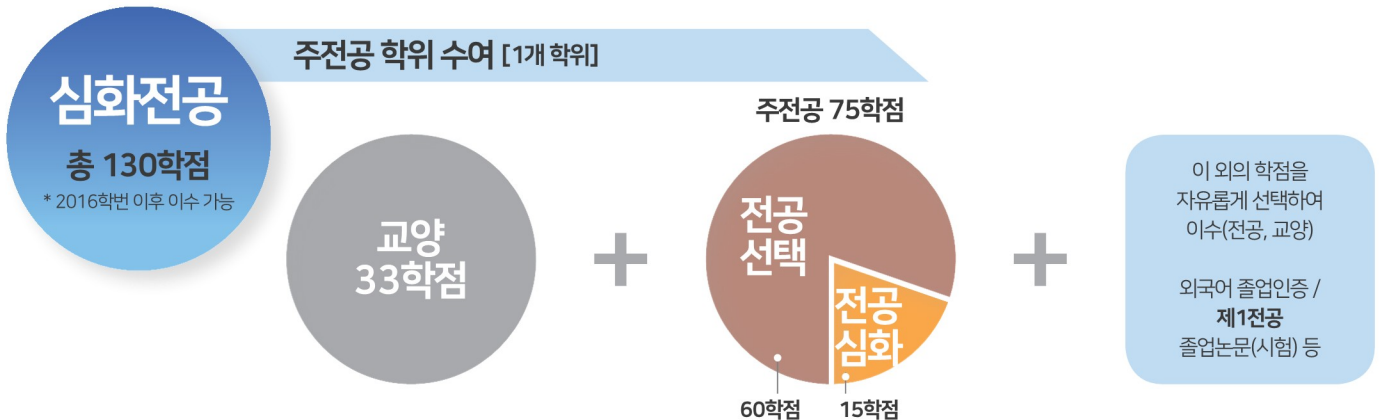 심화전공
총 130학점
* 2016학번 이후 이수 가능
주전공 학위 수여 [1개 학위]
교양
33학점
+
주전공 75학점
전공
선택
전공
심화
60학점
15학점
+
이 외의 학점을
자유롭게 선택하여
이수(전공, 교양)
외국어 졸업인증 /
제1전공
졸업논문(시험) 등